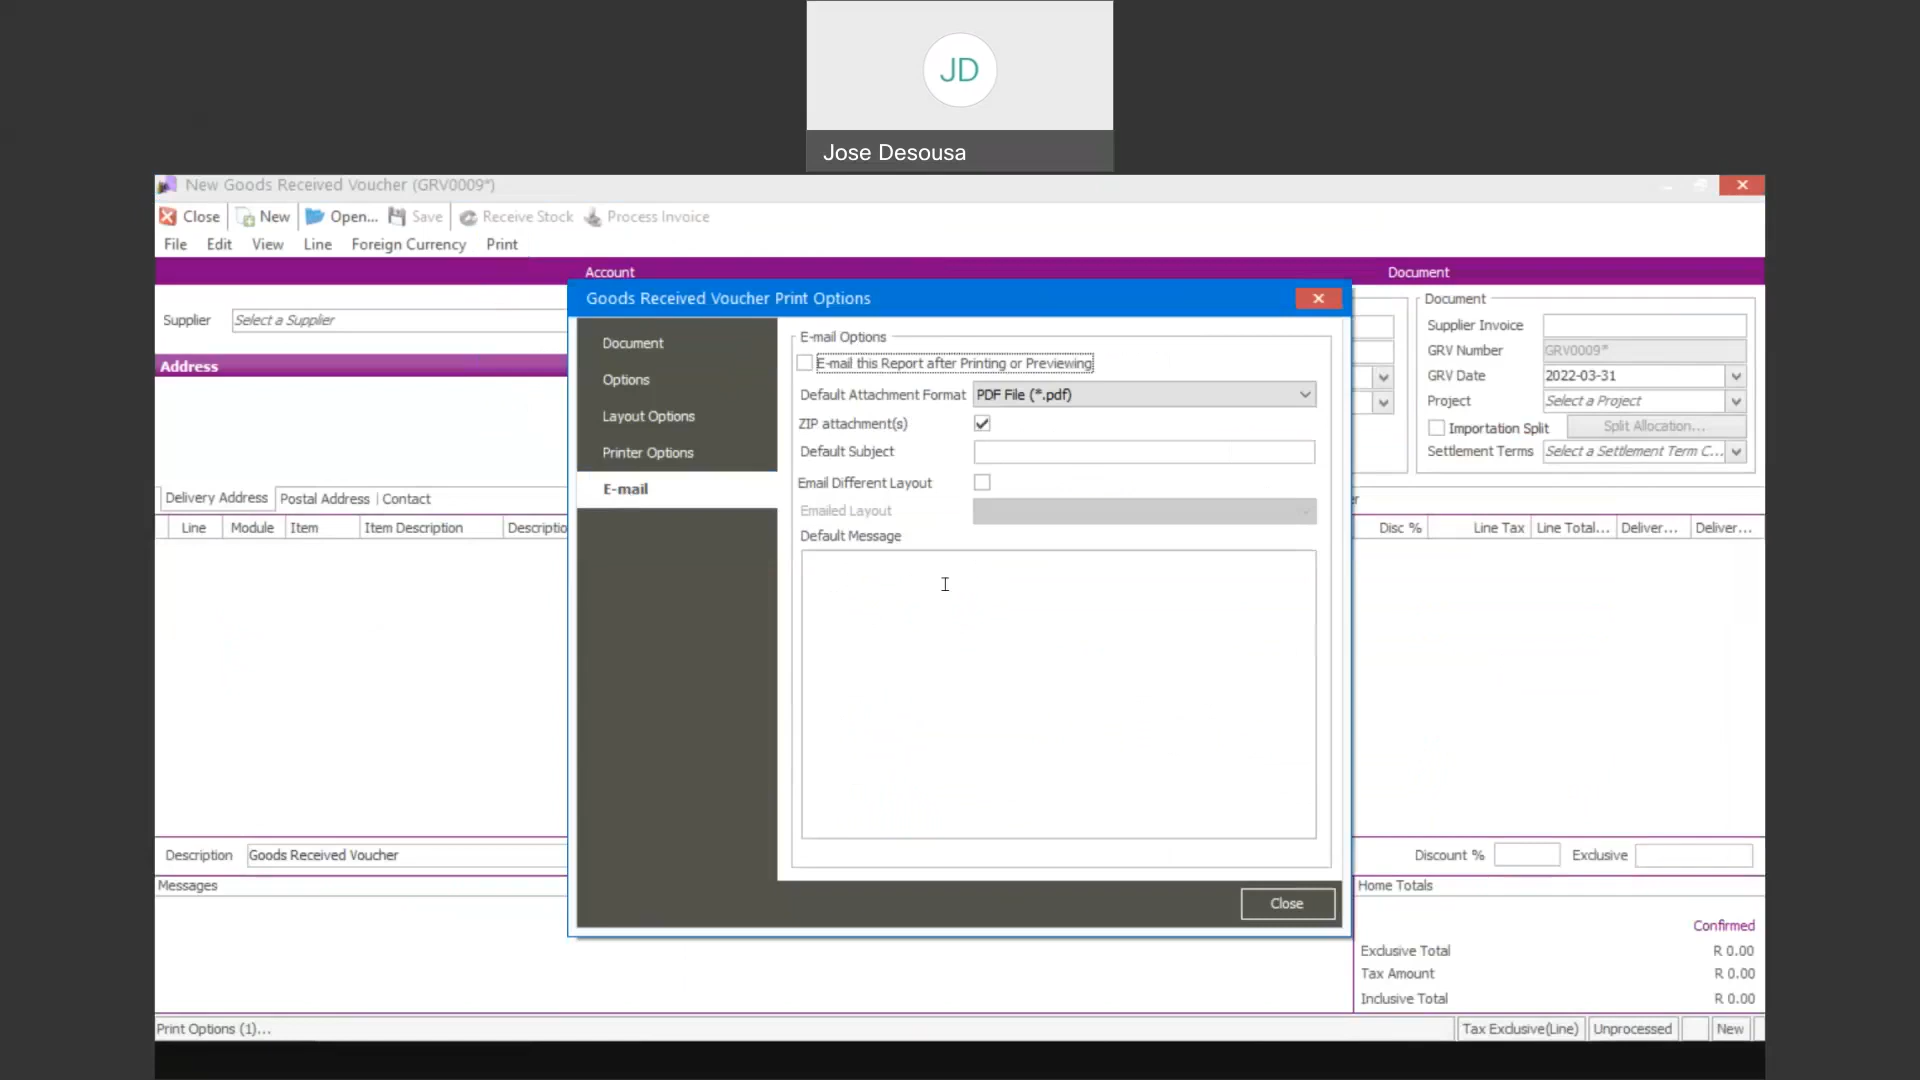 JD
Jose Desousa
New Goods Received Voucher (GRV0009*)
Close New Open... Save Receive Stock Process Invoice
File Edit View Line Foreign Currency Print
Account Document
Supplier Select a Supplier
Address
Delivery Address Postal Address | Contact
Line Module Item Item Description Descriptio
Goods Received Voucher Print Options
Document
Options
Layout Options
Printer Options
E-mail
E-mail Options
E-mail this Report after Printing or Previewing
Default Attachment Format PDF File (*.pdf)
ZIP attachment(s)
Default Subject
Email Different Layout
Emailed Layout
Default Message
Close
Document
Supplier Invoice
GRV Number GRV0009*
GRV Date 2022-03-31
Project Select a Project
Importation Split Split Allocation...
Settlement Terms Select a Settlement Term C...
er
Disc % Line Tax Line Total... Deliver... Deliver...
Description Goods Received Voucher
Discount % Exclusive
Messages
Home Totals
Confirmed
Exclusive Total R 0.00
Tax Amount R 0.00
Inclusive Total R 0.00
Print Options (1)... Tax Exclusive(Line) Unprocessed New